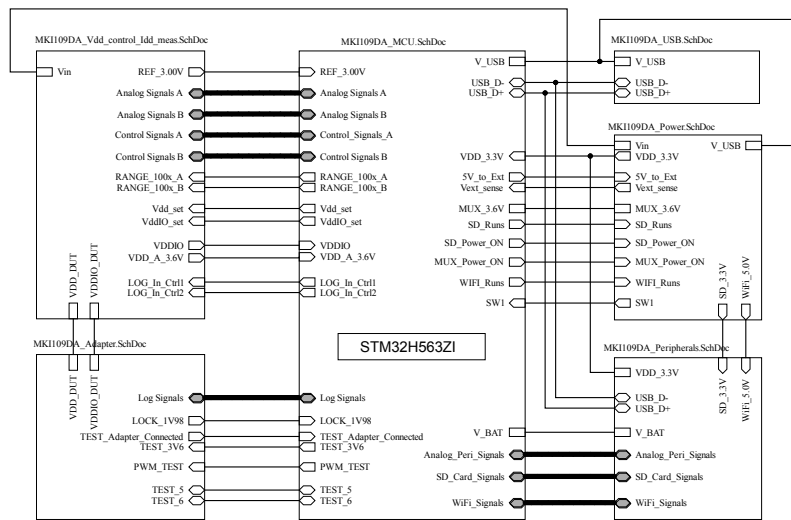 MKI109DA_Vdd_control_Idd_meas.SchDoc
Vin
REF_3.00V
Analog Signals A
Analog Signals B
Control Signals A
Control Signals B
RANGE_100x_A
RANGE_100x_B
Vdd_set
VddIO_set
VDDIO
VDD_A_3.6V
LOG_In_Ctrl1
LOG_In_Ctrl2
VDD_DUT
VDDIO_DUT
MKI109DA_Adapter.SchDoc
VDD_DUT
VDDIO_DUT
Log Signals
LOCK_1V98
TEST_Adapter_Connected
TEST_3V6
PWM_TEST
TEST_5
TEST_6
MKI109DA_MCU.SchDoc
REF_3.00V
Analog Signals A
Analog Signals B
Control_Signals_A
Control Signals B
RANGE_100x_A
RANGE_100x_B
Vdd_set
VddIO_set
VDDIO
VDD_A_3.6V
LOG_In_Ctrl1
LOG_In_Ctrl2
STM32H563ZI
Log Signals
LOCK_1V98
TEST_Adapter_Connected
TEST_3V6
PWM_TEST
TEST_5
TEST_6
V_USB
USB_D-
USB_D+
VDD_3.3V
5V_to_Ext
Vext_sense
MUX_3.6V
SD_Runs
SD_Power_ON
MUX_Power_ON
WIFI_Runs
SW1
V_BAT
Analog_Peri_Signals
SD_Card_Signals
WiFi_Signals
MKI109DA_USB.SchDoc
V_USB
USB_D-
USB_D+
MKI109DA_Power.SchDoc
Vin
V_USB
VDD_3.3V
5V_to_Ext
Vext_sense
MUX_3.6V
SD_Runs
SD_Power_ON
MUX_Power_ON
WIFI_Runs
SW1
SD_3.3V
WiFi_5.0V
MKI109DA_Peripherals.SchDoc
VDD_3.3V
SD_3.3V
WiFi_5.0V
USB_D-
USB_D+
V_BAT
Analog_Peri_Signals
SD_Card_Signals
WiFi_Signals